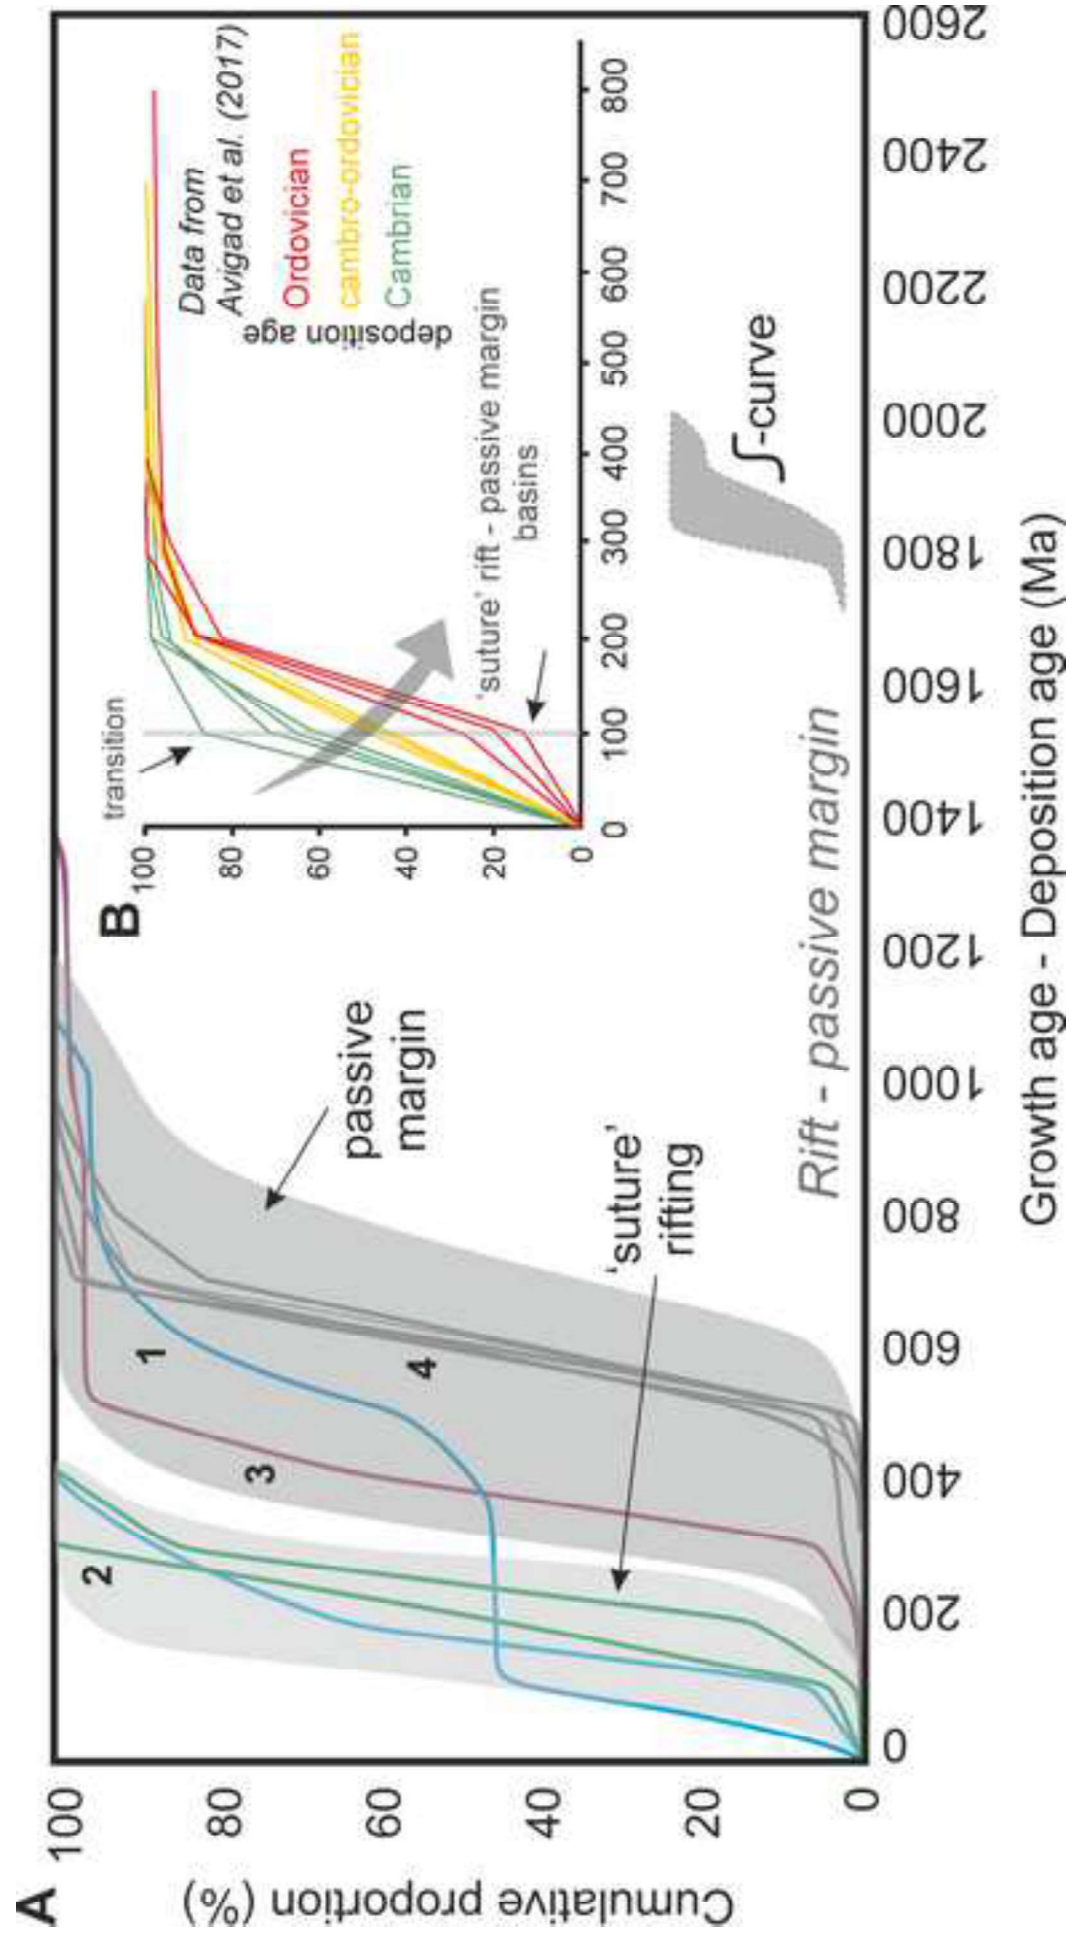 A
Cumulative proportion (%)
100
80
60
40
20
0
0
200
400
600
800
1000
1200
1400
1600
1800
2000
2200
2400
2600
Growth age - Deposition age (Ma)
1
2
3
4
passive
margin
'suture'
rifting
Rift - passive margin
∫-curve
B
100
80
60
40
20
0
0
100
200
300
400
500
600
700
800
transition
Data from
Avigad et al. (2017)
deposition age
Ordovician
cambro-ordovician
Cambrian
'suture' rift - passive margin
basins